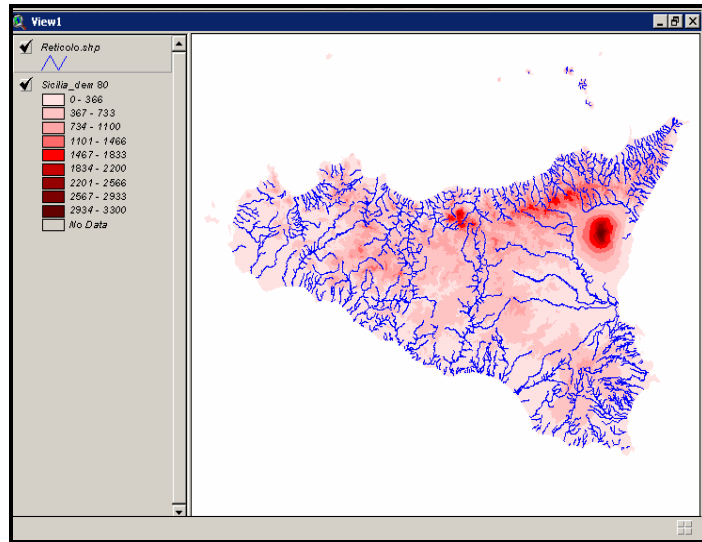 View1
Reticolo.shp
Sicilia_dem 80
0 - 366
367 - 733
734 - 1100
1101 - 1466
1467 - 1833
1834 - 2200
2201 - 2566
2567 - 2933
2934 - 3300
No Data